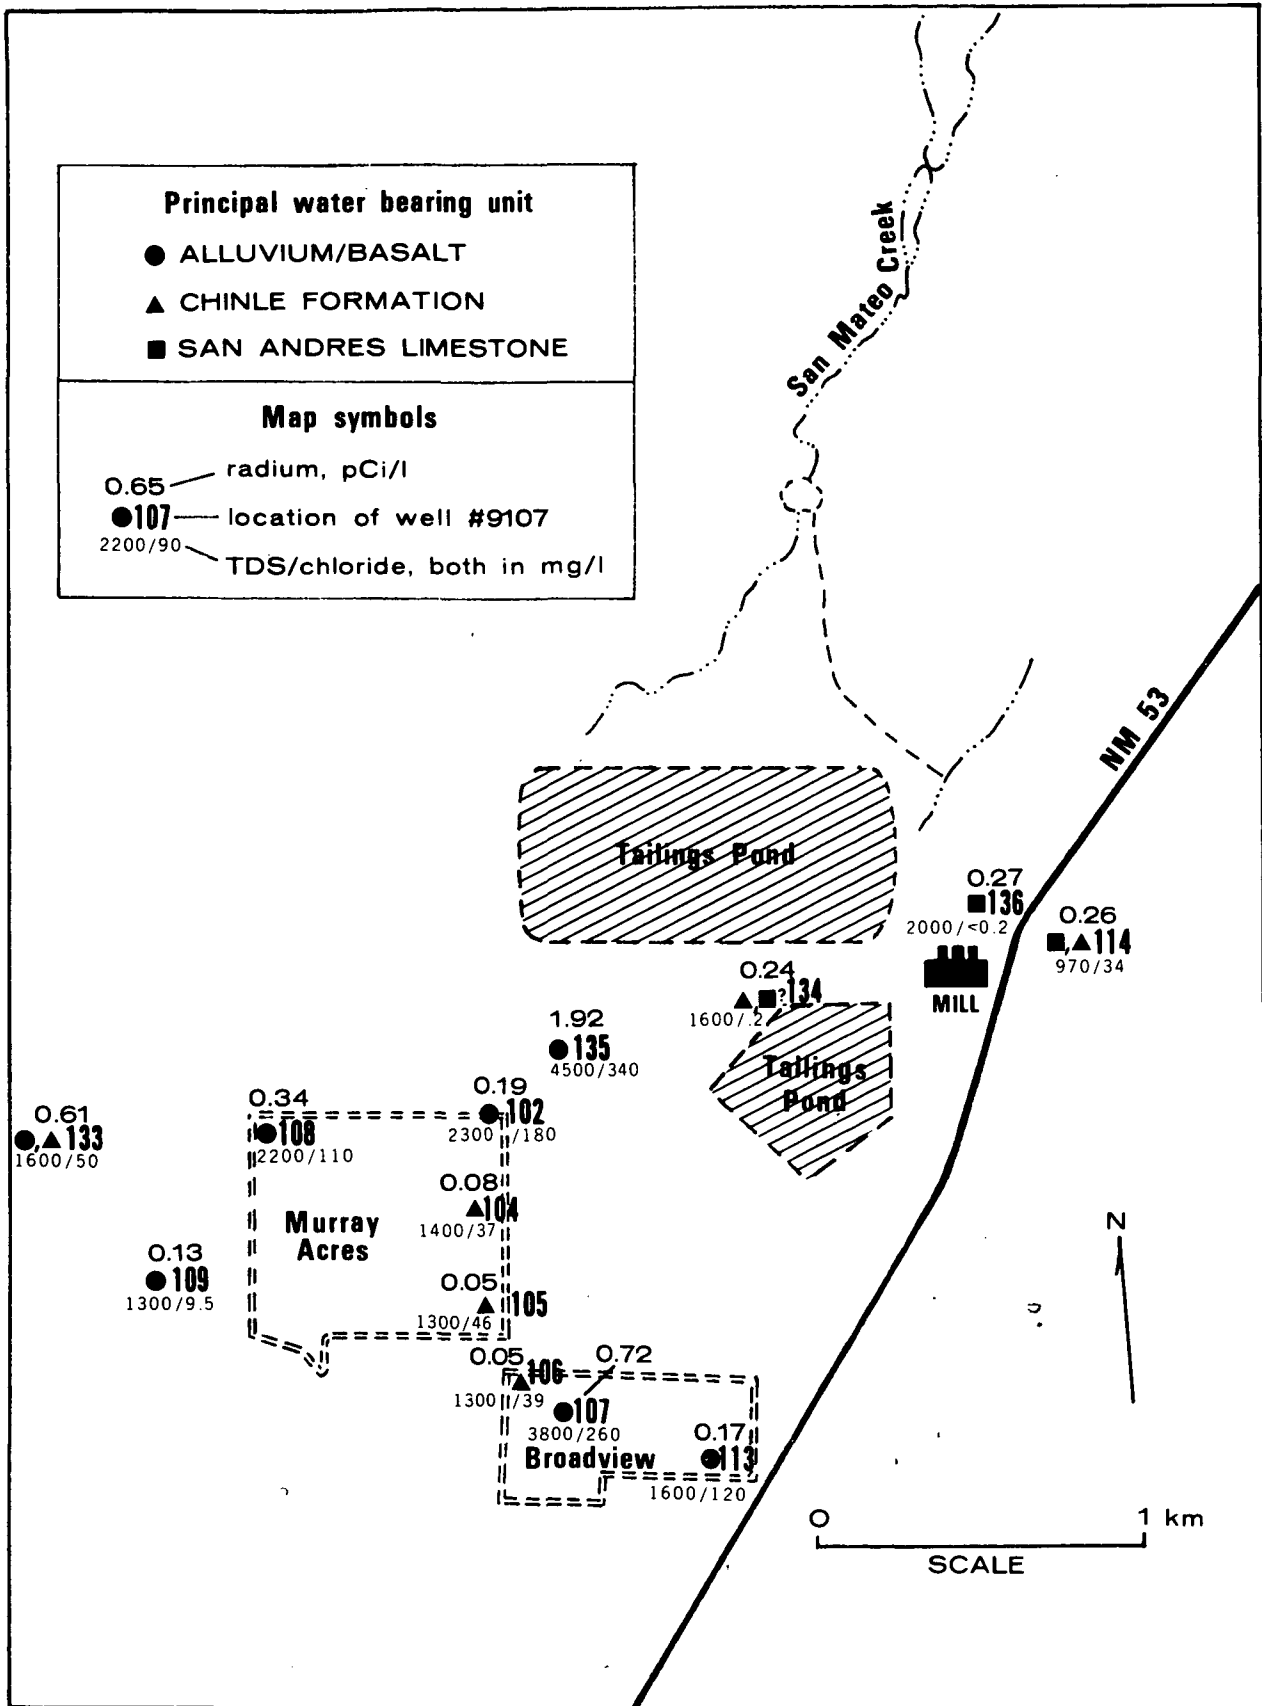 Principal water bearing unit
ALLUVIUM/BASALT
CHINLE FORMATION
SAN ANDRES LIMESTONE
Map symbols
0.65
radium, pCi/l
107
location of well #9107
2200/90
TDS/chloride, both in mg/l
San Mateo Creek
NM 53
Tailings Pond
0.27
136
2000/<0.2
0.26
,
114
970/34
MILL
0.24
?
134
1600/.2
Tailings
Pond
1.92
135
4500/340
0.19
102
2300/180
0.34
108
2200/110
0.61
,
133
1600/50
0.08
104
1400/37
Murray
Acres
0.13
109
1300/9.5
0.05
105
1300/46
0.05
106
1300/39
0.72
107
3800/260
Broadview
0.17
113
1600/120
N
0
1 km
SCALE